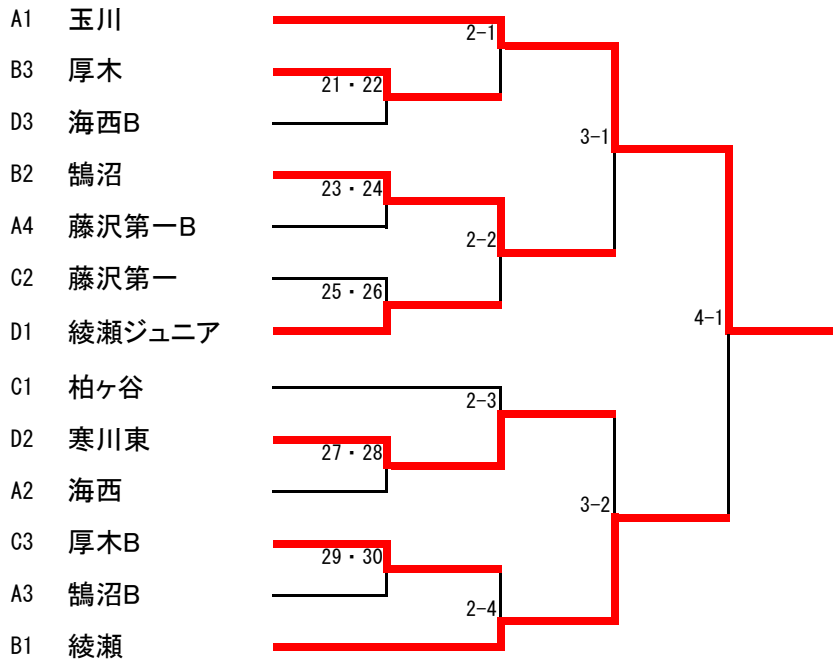 A1 玉川
2-1
B3 厚木
21・22
D3 海西B
3-1
B2 鵠沼
23・24
A4 藤沢第一B
2-2
C2 藤沢第一
25・26
D1 綾瀬ジュニア
4-1
C1 柏ヶ谷
2-3
D2 寒川東
27・28
A2 海西
3-2
C3 厚木B
29・30
A3 鵠沼B
2-4
B1 綾瀬